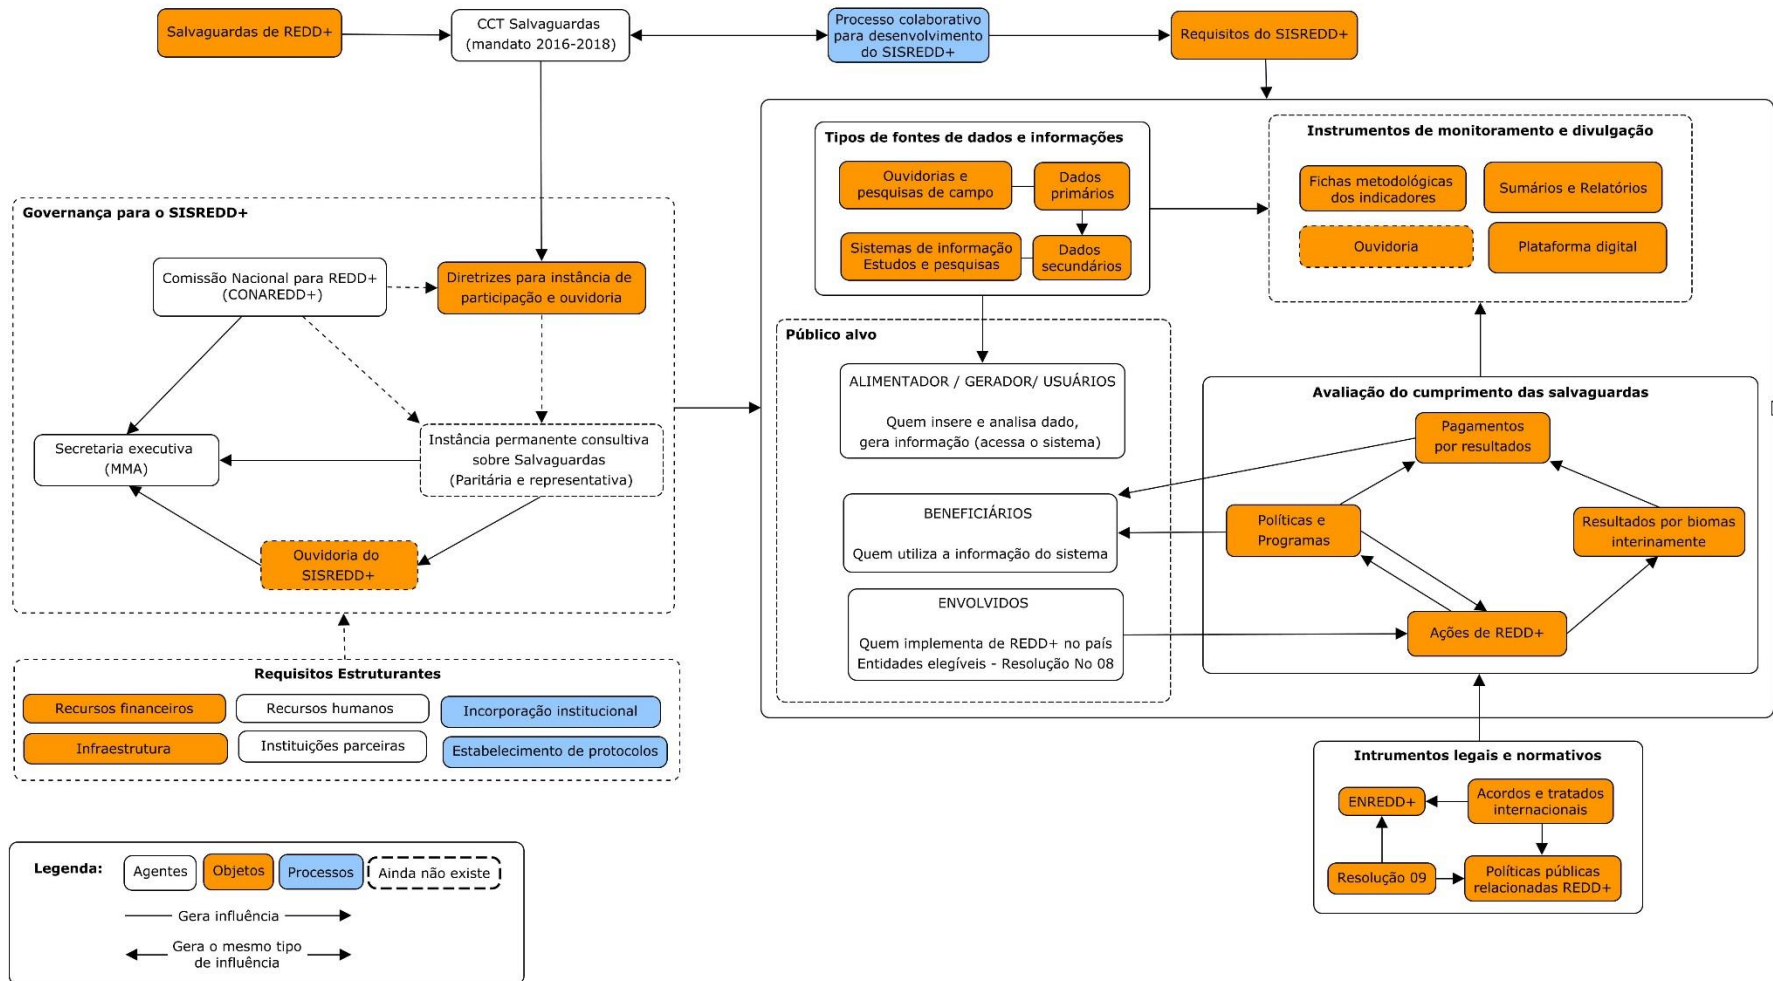 Salvaguardas de REDD+
CCT Salvaguardas
(mandato 2016-2018)
Processo colaborativo
para desenvolvimento
do SISREDD+
Requisitos do SISREDD+
Governança para o SISREDD+
Comissão Nacional para REDD+
(CONAREDD+)
Diretrizes para instância de
participação e ouvidoria
Secretaria executiva
(MMA)
Instância permanente consultiva
sobre Salvaguardas
(Paritária e representativa)
Ouvidoria do
SISREDD+
Requisitos Estruturantes
Recursos financeiros
Recursos humanos
Incorporação institucional
Infraestrutura
Instituições parceiras
Estabelecimento de protocolos
Tipos de fontes de dados e informações
Ouvidorias e
pesquisas de campo
Dados
primários
Sistemas de informação
Estudos e pesquisas
Dados
secundários
Instrumentos de monitoramento e divulgação
Fichas metodológicas
dos indicadores
Sumários e Relatórios
Ouvidoria
Plataforma digital
Público alvo
ALIMENTADOR / GERADOR/ USUÁRIOS
Quem insere e analisa dado,
gera informação (acessa o sistema)
BENEFICIÁRIOS
Quem utiliza a informação do sistema
ENVOLVIDOS
Quem implementa de REDD+ no país
Entidades elegíveis - Resolução No 08
Avaliação do cumprimento das salvaguardas
Pagamentos
por resultados
Políticas e
Programas
Resultados por biomas
interinamente
Ações de REDD+
Intrumentos legais e normativos
ENREDD+
Acordos e tratados
internacionais
Resolução 09
Políticas públicas
relacionadas REDD+
Legenda:
Agentes
Objetos
Processos
Ainda não existe
Gera influência
Gera o mesmo tipo
de influência